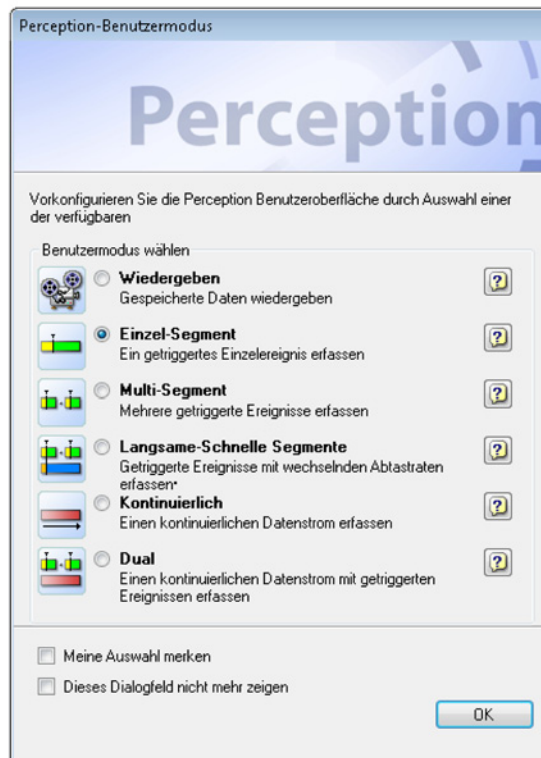 Perception-Benutzermodus
Perception
Vorkonfigurieren Sie die Perception Benutzeroberfläche durch Auswahl einer
der verfügbaren
Benutzermodus wählen
Wiedergeben
Gespeicherte Daten wiedergeben
Einzel-Segment
Ein getriggertes Einzelereignis erfassen
Multi-Segment
Mehrere getriggerte Ereignisse erfassen
Langsame-Schnelle Segmente
Getriggerte Ereignisse mit wechselnden Abtastraten
erfassen•
Kontinuierlich
Einen kontinuierlichen Datenstrom erfassen
Dual
Einen kontinuierlichen Datenstrom mit getriggerten
Ereignissen erfassen
Meine Auswahl merken
Dieses Dialogfeld nicht mehr zeigen
OK